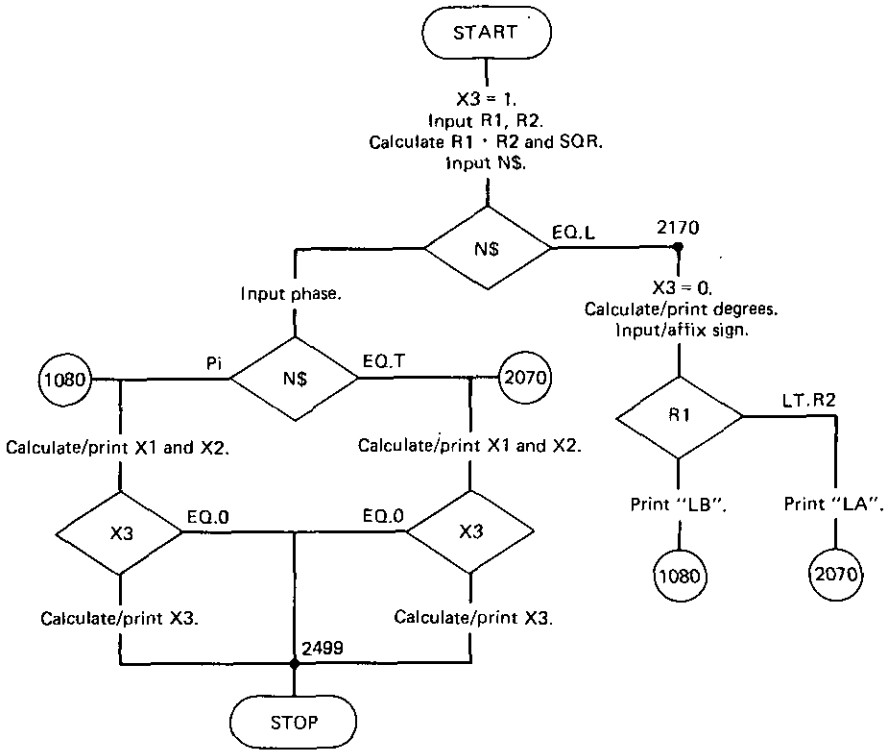 START
X3 = 1.
Input R1, R2.
Calculate R1 · R2 and SQR.
Input N$.
N$
EQ.L
2170
Input phase.
X3 = 0.
Calculate/print degrees.
Input/affix sign.
1080
Pi
N$
EQ.T
2070
R1
LT.R2
Calculate/print X1 and X2.
Calculate/print X1 and X2.
Print "LB".
Print "LA".
X3
EQ.0
EQ.0
X3
1080
2070
Calculate/print X3.
Calculate/print X3.
2499
STOP